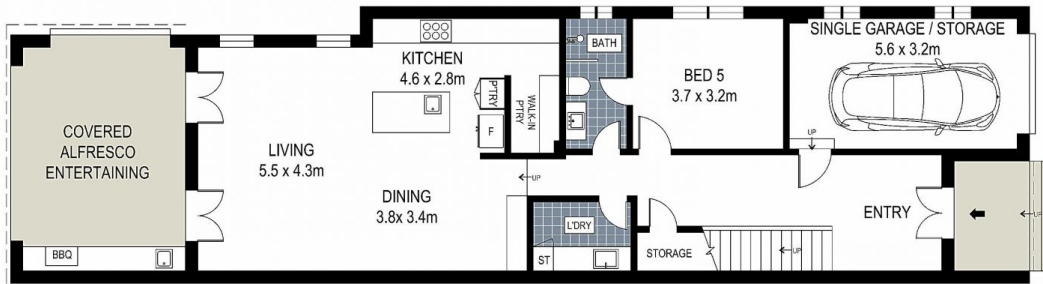 SINGLE GARAGE / STORAGE
5.6 x 3.2m
BATH
KITCHEN
4.6 x 2.8m
BED 5
3.7 x 3.2m
P'TRY
WALK-IN
P'TRY
F
COVERED
ALFRESCO
ENTERTAINING
UP
LIVING
5.5 x 4.3m
UP
DINING
3.8x 3.4m
ENTRY
UP
L'DRY
BBQ
ST
STORAGE
UP